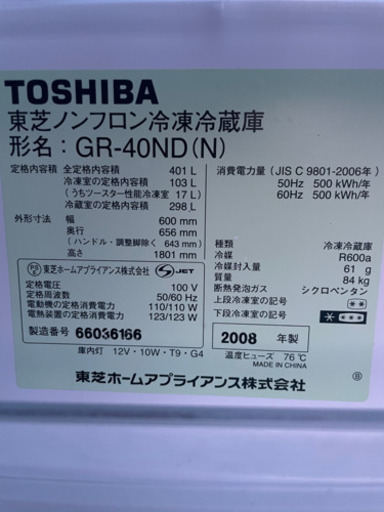 TOSHIBA
東芝ノンフロン冷凍冷蔵庫
形名：GR-40ND(N)
定格内容積 全定格内容積 401 L
冷凍室の定格内容積 103 L
(うちツースター性能冷凍室 17 L)
冷蔵室の定格内容積 298 L
外形寸法 幅 600 mm
奥行 656 mm
(ハンドル・調整脚除く 643 mm)
高さ 1801 mm
消費電力量 (JIS C 9801-2006年)
50Hz 500 kWh/年
60Hz 500 kWh/年
東芝ホームアプライアンス株式会社 JET
定格電圧 100 V
定格周波数 50/60 Hz
電動機の定格消費電力 110/110 W
電熱装置の定格消費電力 123/123 W
製造番号 66036166
種類 冷凍冷蔵庫
冷媒 R600a
冷媒封入量 61 g
質量 84 kg
断熱発泡ガス シクロペンタン
上段冷凍室の記号
下段冷凍室の記号
2008 年製
庫内灯 12V・10W・T9・G4
温度ヒューズ 76℃
MADE IN CHINA
東芝ホームアプライアンス株式会社
Ⓑ